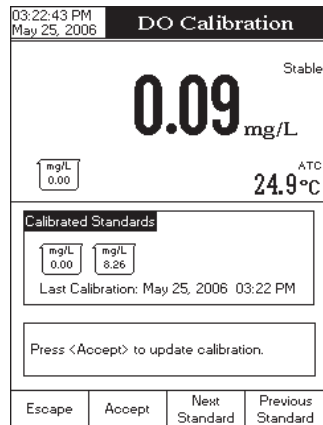 03:22:43 PM
May 25, 2006
DO Calibration
Stable
0.09 mg/L
mg/L
0.00
ATC
24.9°C
Calibrated Standards
mg/L
0.00
mg/L
8.26
Last Calibration: May 25, 2006 03:22 PM
Press <Accept> to update calibration.
Escape
Accept
Next
Standard
Previous
Standard